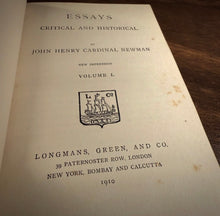 ESSAYS
CRITICAL AND HISTORICAL
BY
JOHN HENRY CARDINAL NEWMAN
NEW IMPRESSION
VOLUME I.
L Co
LONGMANS, GREEN, AND CO.
39 PATERNOSTER ROW, LONDON
NEW YORK, BOMBAY AND CALCUTTA
1910